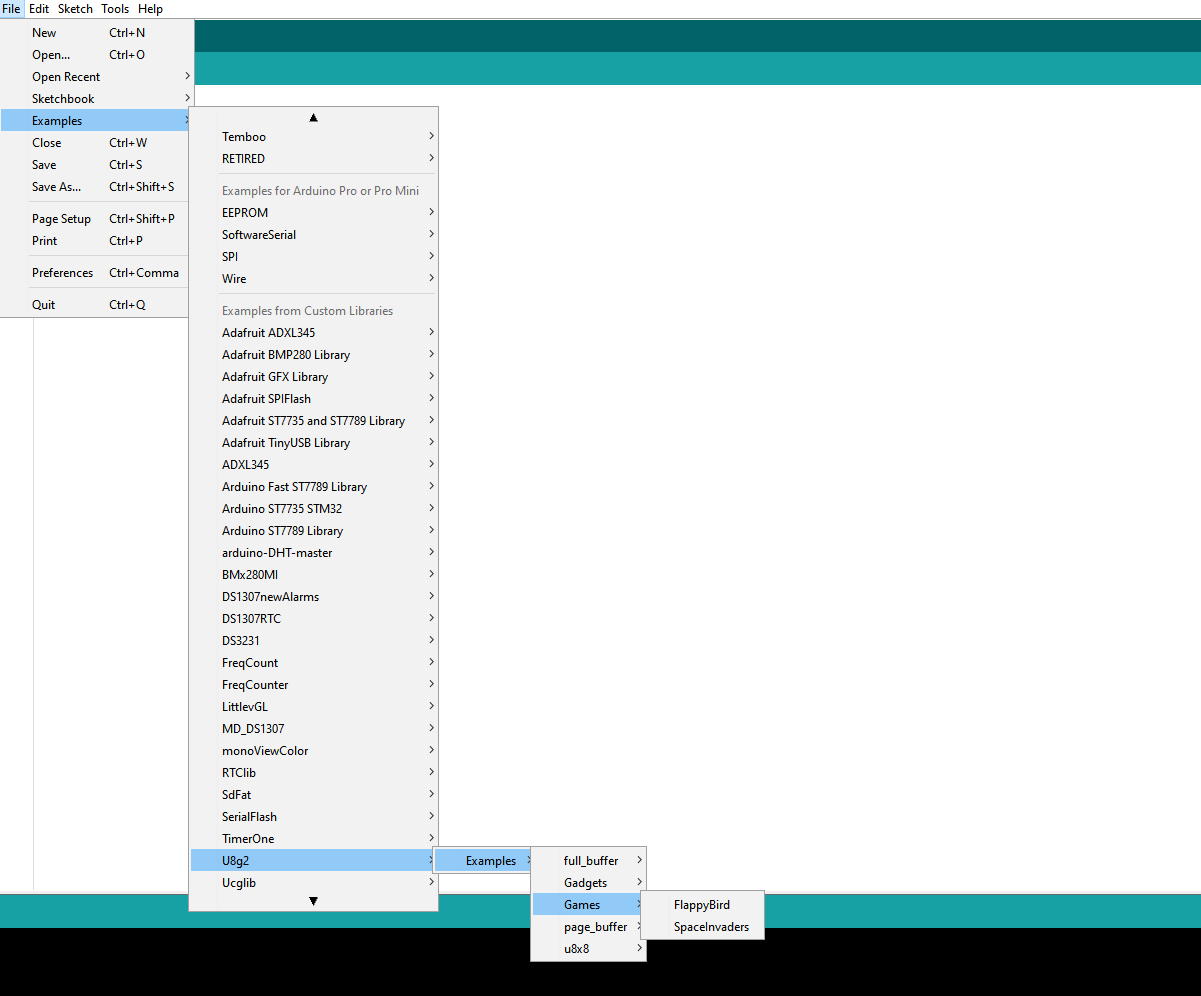 File Edit Sketch Tools Help
New Ctrl+N
Open... Ctrl+O
Open Recent
Sketchbook
Examples
Close Ctrl+W
Save Ctrl+S
Save As... Ctrl+Shift+S
Page Setup Ctrl+Shift+P
Print Ctrl+P
Preferences Ctrl+Comma
Quit Ctrl+Q
Temboo
RETIRED
Examples for Arduino Pro or Pro Mini
EEPROM
SoftwareSerial
SPI
Wire
Examples from Custom Libraries
Adafruit ADXL345
Adafruit BMP280 Library
Adafruit GFX Library
Adafruit SPIFlash
Adafruit ST7735 and ST7789 Library
Adafruit TinyUSB Library
ADXL345
Arduino Fast ST7789 Library
Arduino ST7735 STM32
Arduino ST7789 Library
arduino-DHT-master
BMx280MI
DS1307newAlarms
DS1307RTC
DS3231
FreqCount
FreqCounter
LittlevGL
MD_DS1307
monoViewColor
RTClib
SdFat
SerialFlash
TimerOne
U8g2
Ucglib
Examples
full_buffer
Gadgets
Games
page_buffer
u8x8
FlappyBird
SpaceInvaders